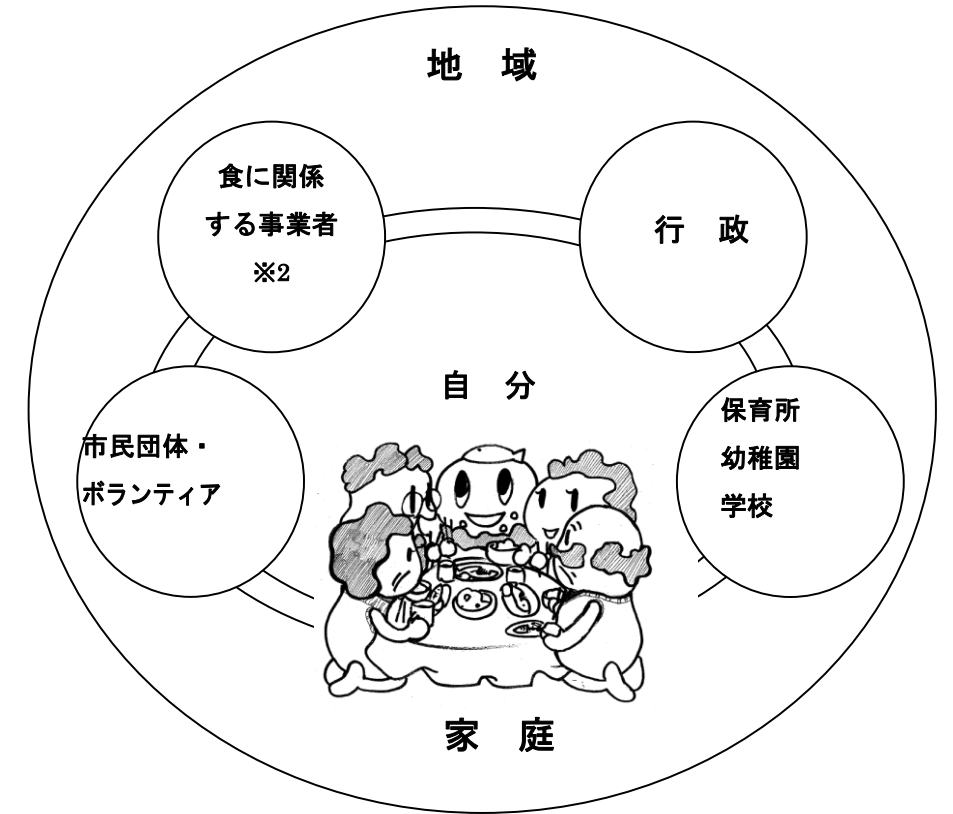 地　域
食に関係
する事業者
※2
行　政
自　分
市民団体・
ボランティア
保育所
幼稚園
学校
家　庭